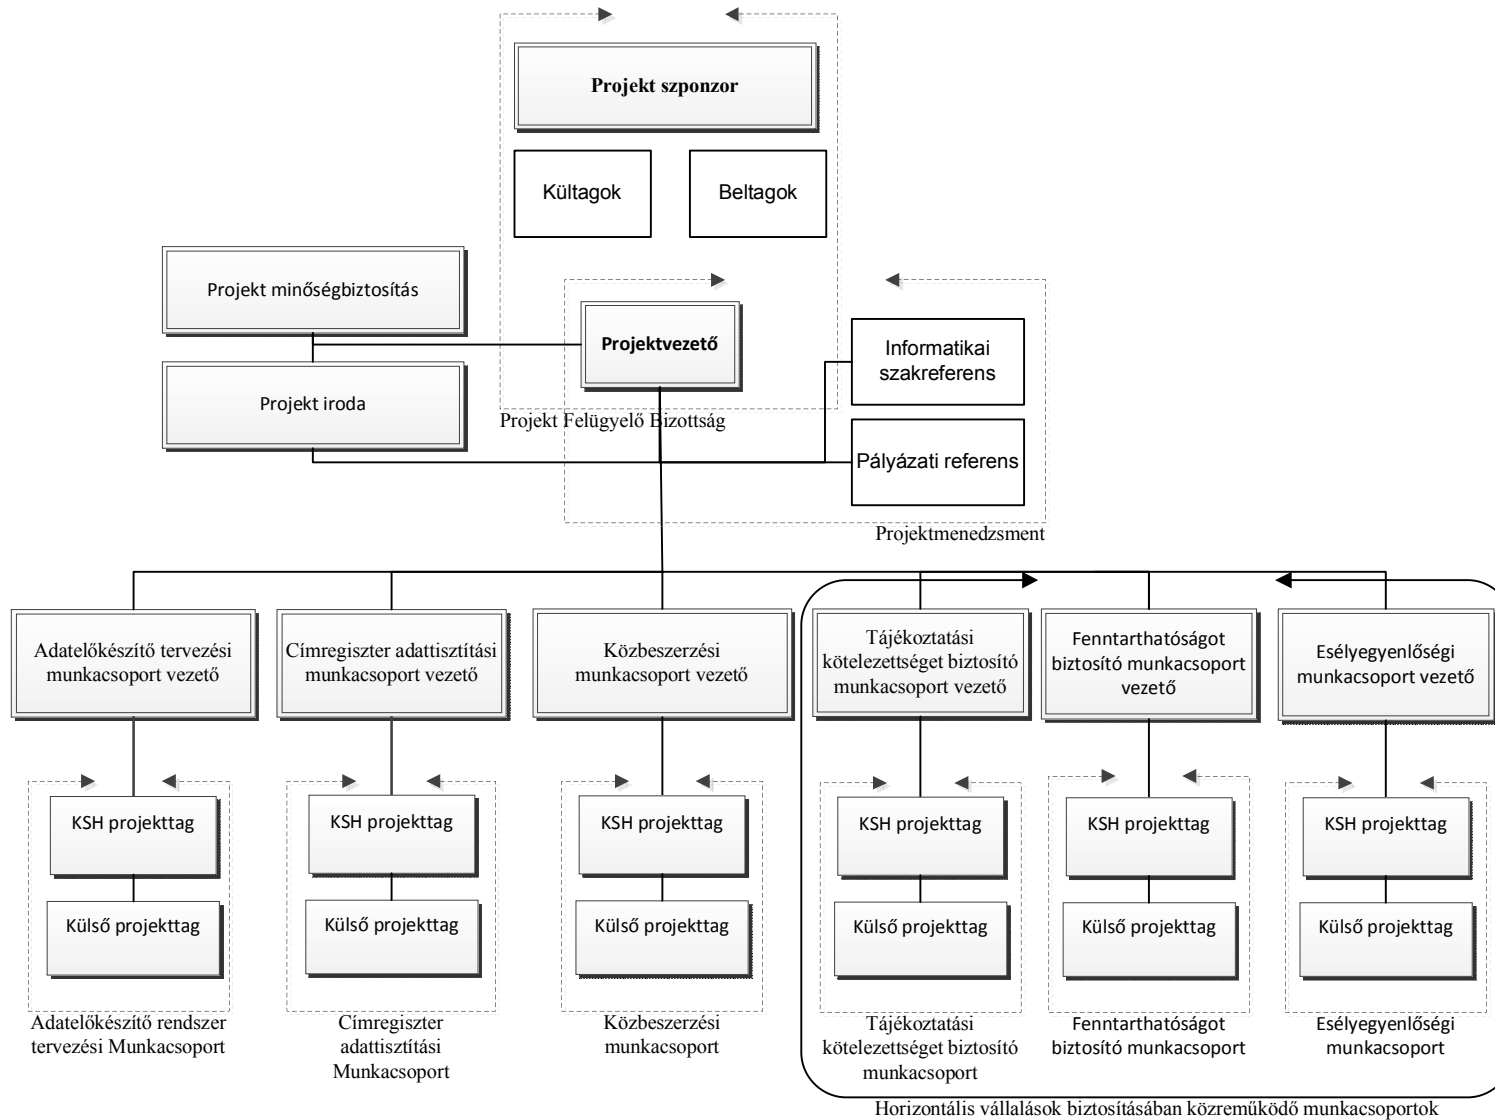 Projekt szponzor
Kültagok
Beltagok
Projekt minőségbiztosítás
Projektvezető
Informatikai
szakreferens
Projekt iroda
Projekt Felügyelő Bizottság
Pályázati referens
Projektmenedzsment
Adatelőkészítő tervezési
munkacsoport vezető
Címregiszter adattisztítási
munkacsoport vezető
Közbeszerzési
munkacsoport vezető
Tájékoztatási
kötelezettséget biztosító
munkacsoport vezető
Fenntarthatóságot
biztosító munkacsoport
vezető
Esélyegyenlőségi
munkacsoport vezető
KSH projekttag
KSH projekttag
KSH projekttag
KSH projekttag
KSH projekttag
KSH projekttag
Külső projekttag
Külső projekttag
Külső projekttag
Külső projekttag
Külső projekttag
Külső projekttag
Adatelőkészítő rendszer
tervezési Munkacsoport
Címregiszter
adattisztítási
Munkacsoport
Közbeszerzési
munkacsoport
Tájékoztatási
kötelezettséget biztosító
munkacsoport
Fenntarthatóságot
biztosító munkacsoport
Esélyegyenlőségi
munkacsoport
Horizontális vállalások biztosításában közreműködő munkacsoportok